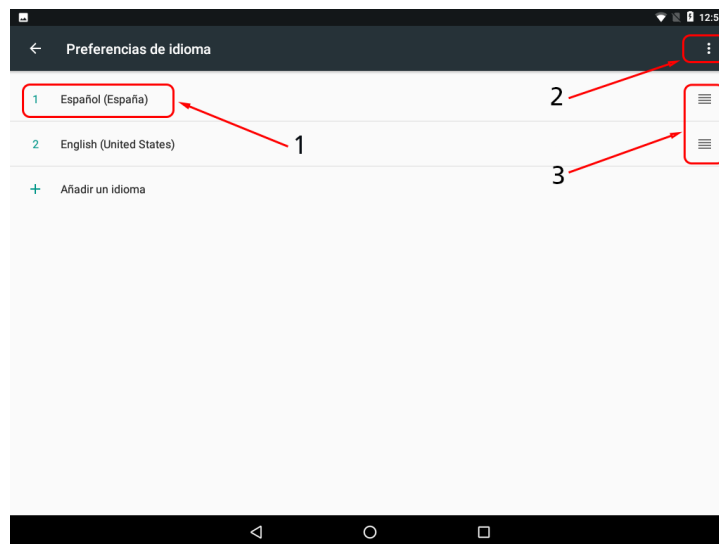 12:5
Preferencias de idioma
1 Español (España)
2
2 English (United States)
1
3
+ Añadir un idioma